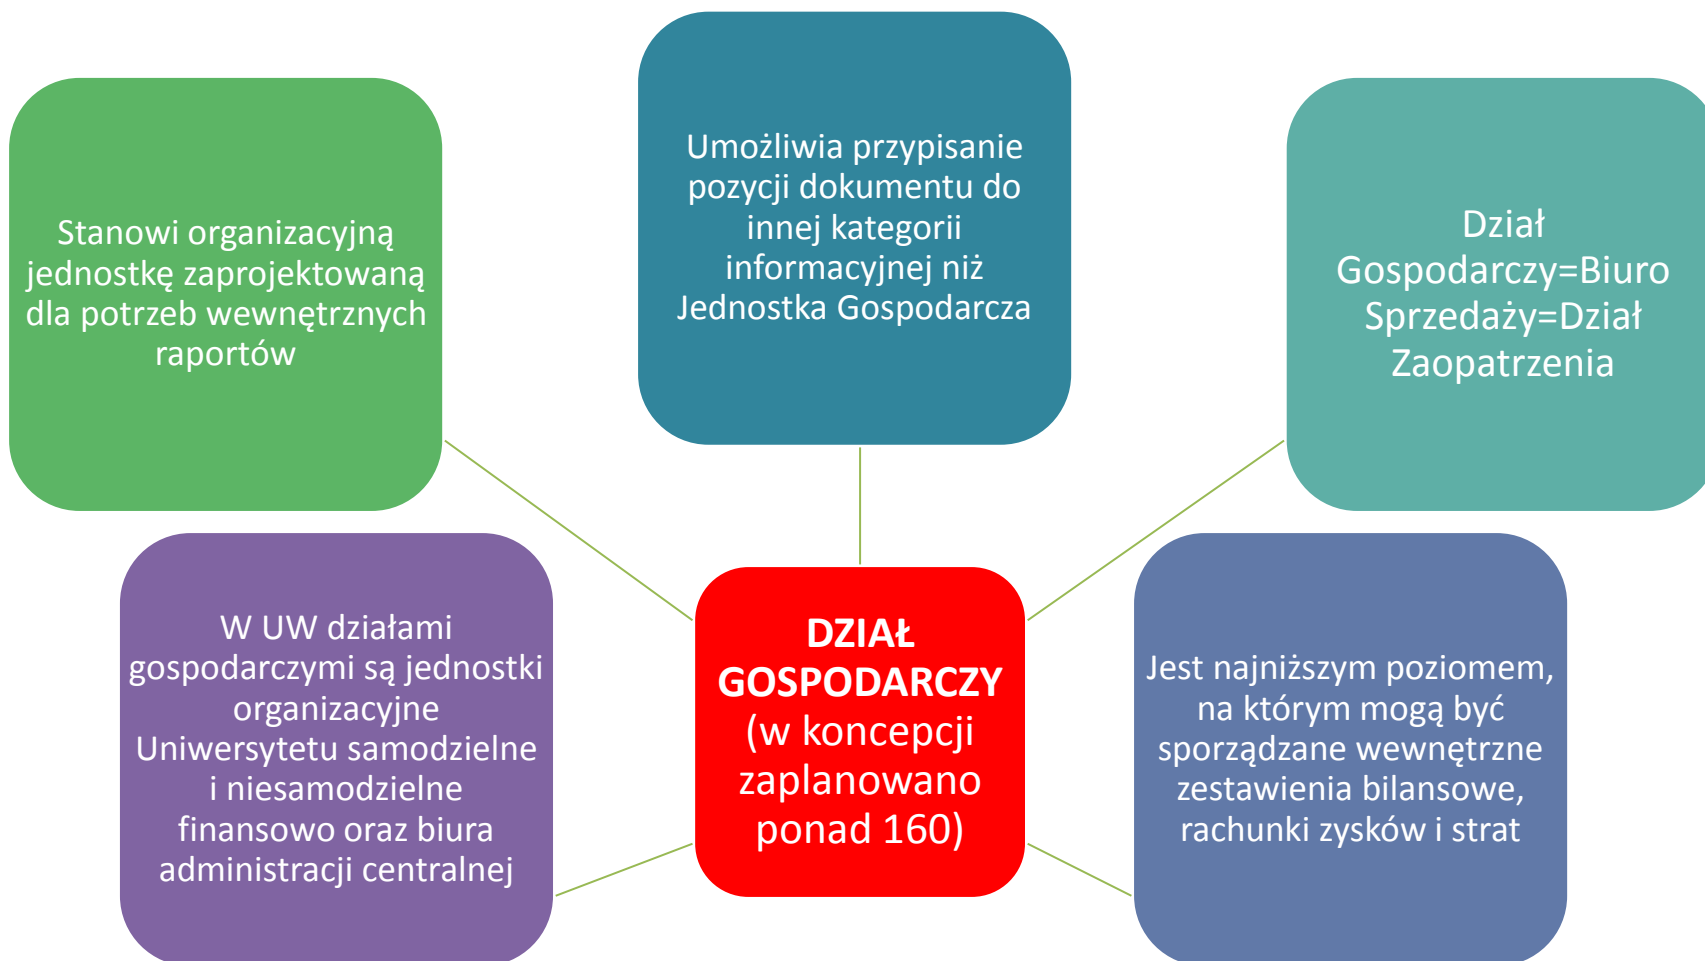 Stanowi organizacyjną
jednostkę zaprojektowaną
dla potrzeb wewnętrznych
raportów
Umożliwia przypisanie
pozycji dokumentu do
innej kategorii
informacyjnej niż
Jednostka Gospodarcza
Dział
Gospodarczy=Biuro
Sprzedaży=Dział
Zaopatrzenia
W UW działami
gospodarczymi są jednostki
organizacyjne
Uniwersytetu samodzielne
i niesamodzielne
finansowo oraz biura
administracji centralnej
DZIAŁ
GOSPODARCZY
(w koncepcji
zaplanowano
ponad 160)
Jest najniższym poziomem,
na którym mogą być
sporządzane wewnętrzne
zestawienia bilansowe,
rachunki zysków i strat